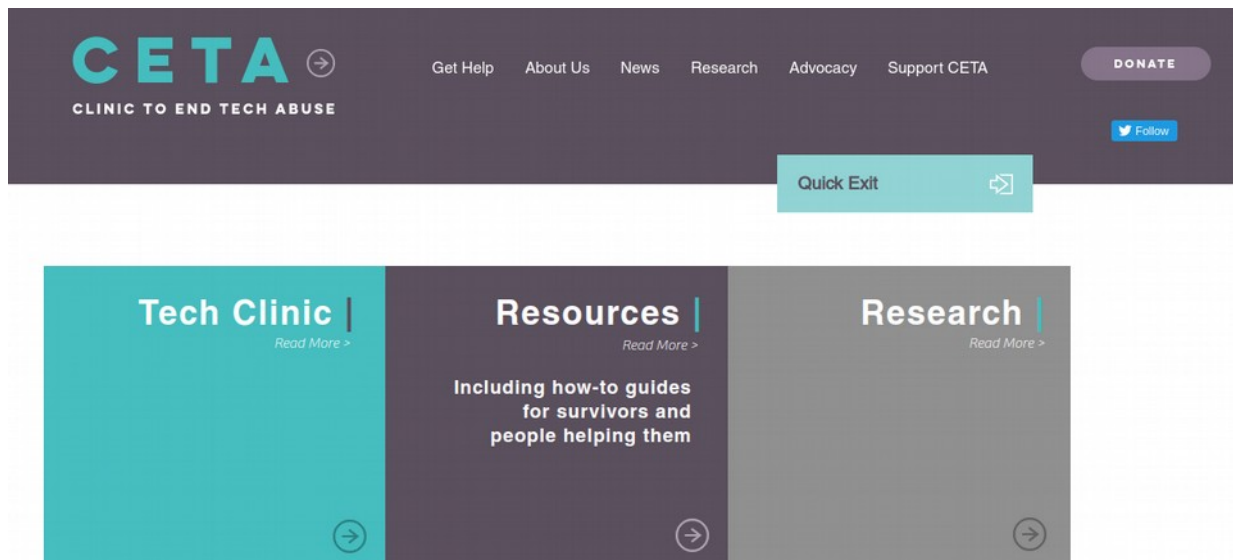 CETA
CLINIC TO END TECH ABUSE
Get Help About Us News Research Advocacy Support CETA
DONATE
Follow
Quick Exit
Tech Clinic |
Read More >
Resources |
Read More >
Including how-to guides
for survivors and
people helping them
Research |
Read More >